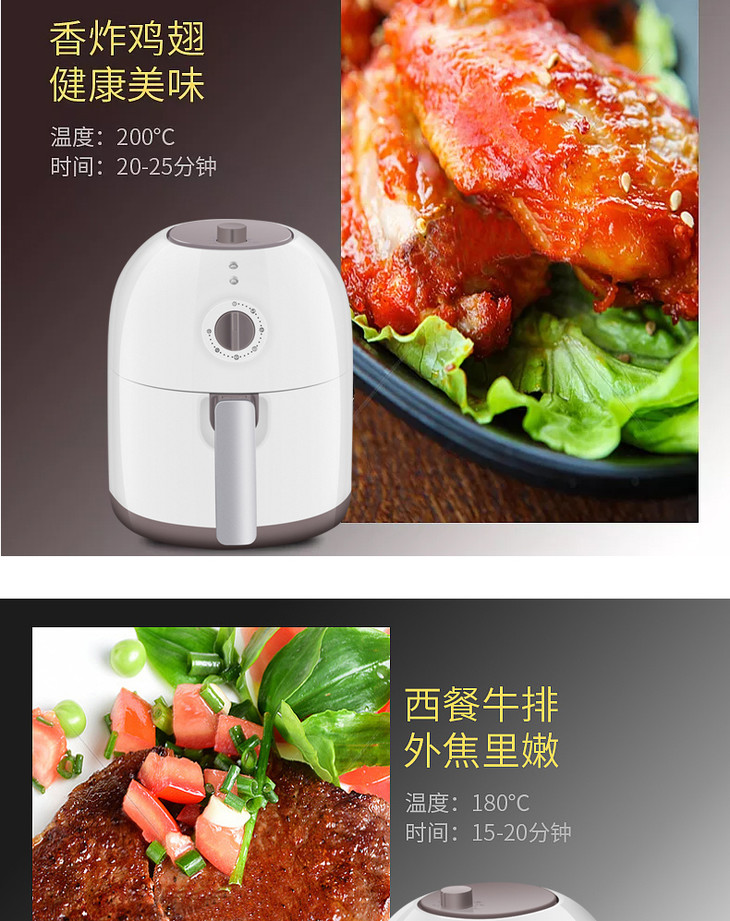 香炸鸡翅
健康美味
温度：200℃
时间：20-25分钟
西餐牛排
外焦里嫩
温度：180℃
时间：15-20分钟